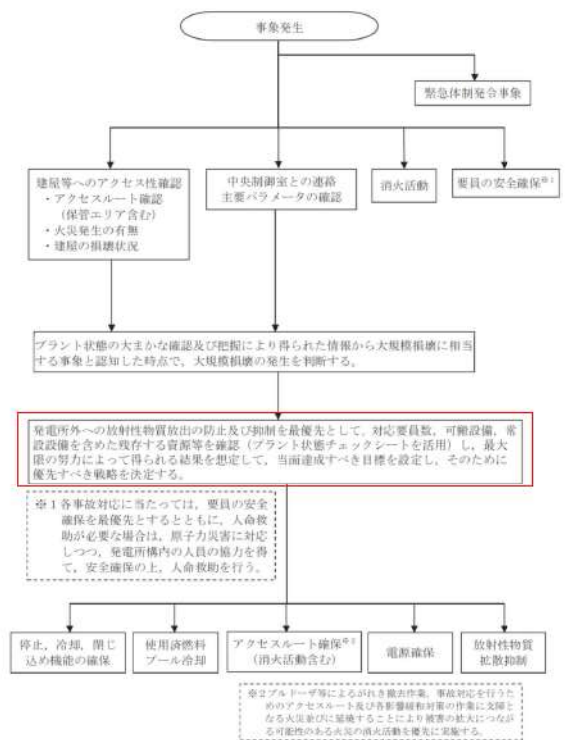 事象発生
緊急体制発令事象
建屋等へのアクセス性確認
・アクセスルート確認
(保管エリア含む)
・火災発生の有無
・建屋の損壊状況
中央制御室との連絡
主要パラメータの確認
消火活動
要員の安全確保※1
プラント状態の大まかな確認及び把握により得られた情報から大規模損壊に相当
する事象と認知した時点で、大規模損壊の発生を判断する。
発電所外への放射性物質放出の防止及び抑制を最優先として、対応要員数、可搬設備、常
設設備を含めた残存する資源等を確認(プラント状態チェックシートを活用)し、最大
限の努力によって得られる結果を想定して、当面達成すべき目標を設定し、そのために
優先すべき戦略を決定する。
※1各事故対応に当たっては、要員の安全
確保を最優先とするとともに、人命救
助が必要な場合は、原子力災害に対応
しつつ、発電所構内の人員の協力を得
て、安全確保の上、人命救助を行う。
停止、冷却、閉じ
込め機能の確保
使用済燃料
プール冷却
アクセスルート確保※2
(消火活動含む)
電源確保
放射性物質
拡散抑制
※2ブルドーザ等によるがれき撤去作業、事故対応を行うた
めのアクセスルート及び各影響緩和対策の作業に支障と
なる火災並びに延焼することにより被害の拡大につなが
る可能性のある火災の消火活動を優先に実施する。